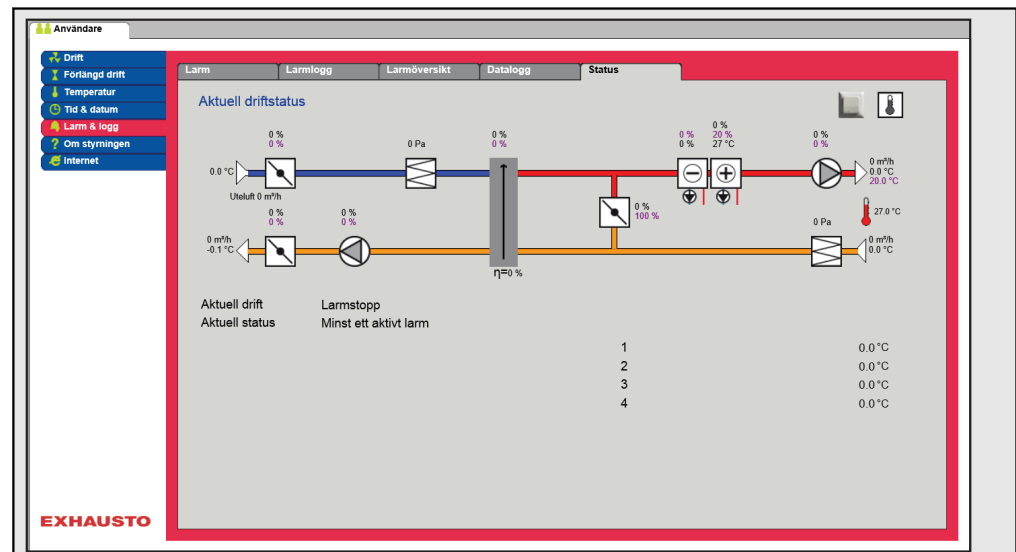 Användare
Drift
Förlängd drift
Temperatur
Tid & datum
Larm & logg
Om styrningen
Internet
Larm Larmlogg Larmöversikt Datalogg Status
Aktuell driftstatus
0 %
0 %
0 Pa
0 %
0 %
0 %
0 %
0 %
20 %
27 °C
0 %
0 %
0.0 °C
0 m³/h
0.0 °C
20.0 °C
Uteluft 0 m³/h
0 %
100 %
27.0 °C
0 %
0 %
0 %
0 %
0 Pa
0 m³/h
-0.1 °C
0 m³/h
0.0 °C
η=0 %
Aktuell drift Larmstopp
Aktuell status Minst ett aktivt larm
1 0.0 °C
2 0.0 °C
3 0.0 °C
4 0.0 °C
EXHAUSTO